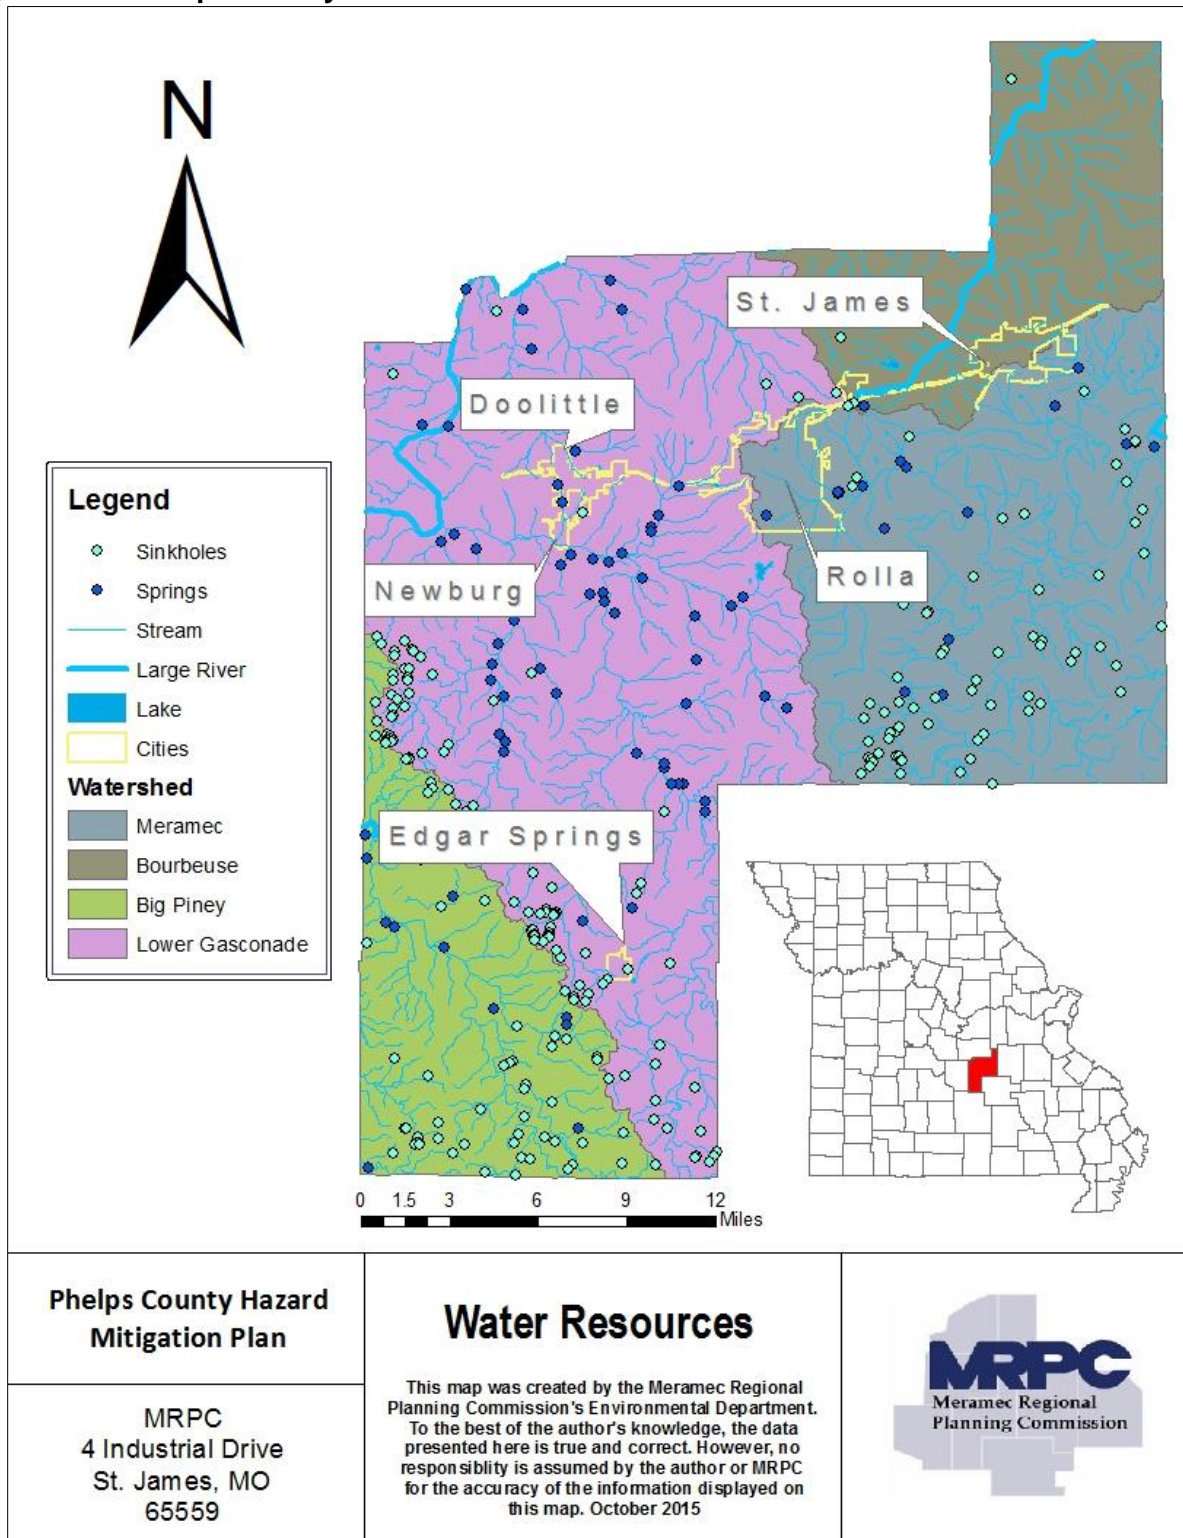 N
St. James
Doolittle
Newburg
Rolla
Edgar Springs
Legend
Sinkholes
Springs
Stream
Large River
Lake
Cities
Watershed
Meramec
Bourbeuse
Big Piney
Lower Gasconade
0 1.5 3 6 9 12
Miles
Phelps County Hazard
Mitigation Plan
MRPC
4 Industrial Drive
St. James, MO
65559
Water Resources
This map was created by the Meramec Regional
Planning Commission's Environmental Department.
To the best of the author's knowledge, the data
presented here is true and correct. However, no
responsiblity is assumed by the author or MRPC
for the accuracy of the information displayed on
this map. October 2015
MRPC
Meramec Regional
Planning Commission